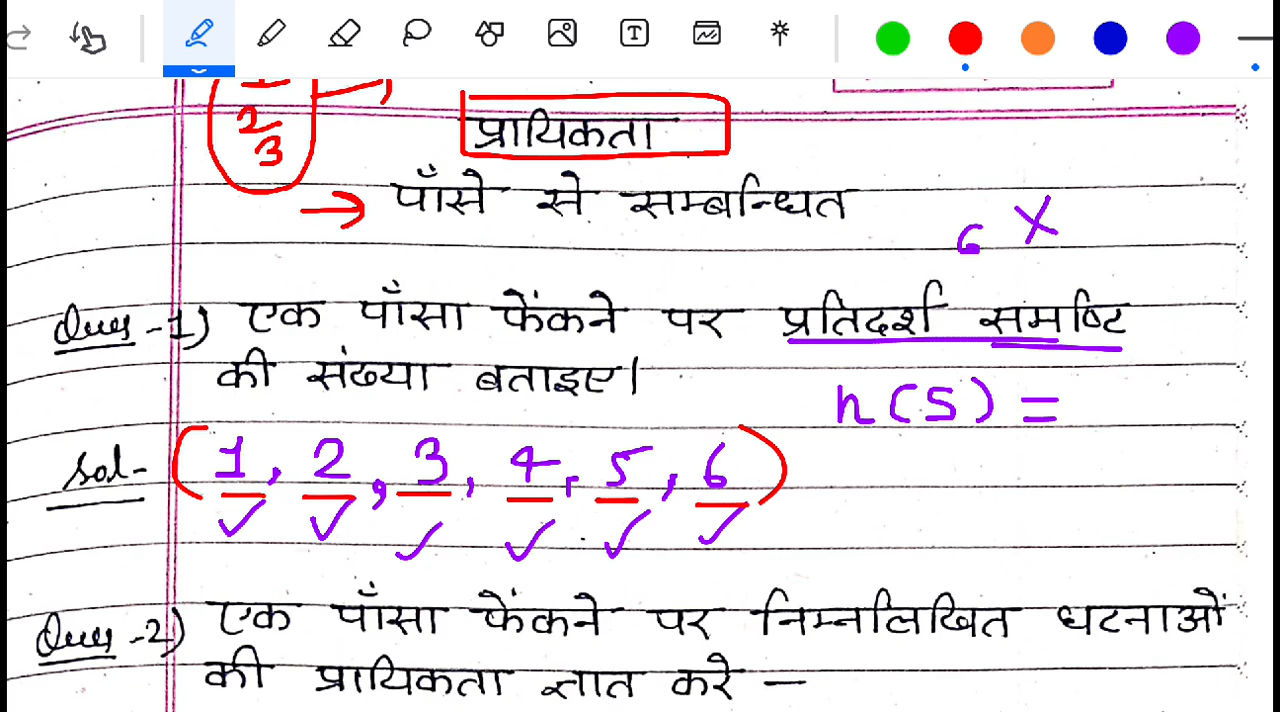 2
3
प्रायिकता
→ पाँसे से सम्बन्धित
6 X
Ques -1) एक पाँसा फेंकने पर प्रतिदर्श समष्टि
की संख्या बताइए।
n(S) =
Sol- (1, 2, 3, 4, 5, 6)
Ques -2) एक पाँसा फेंकने पर निम्नलिखित घटनाओं
की प्रायिकता ज्ञात करे -